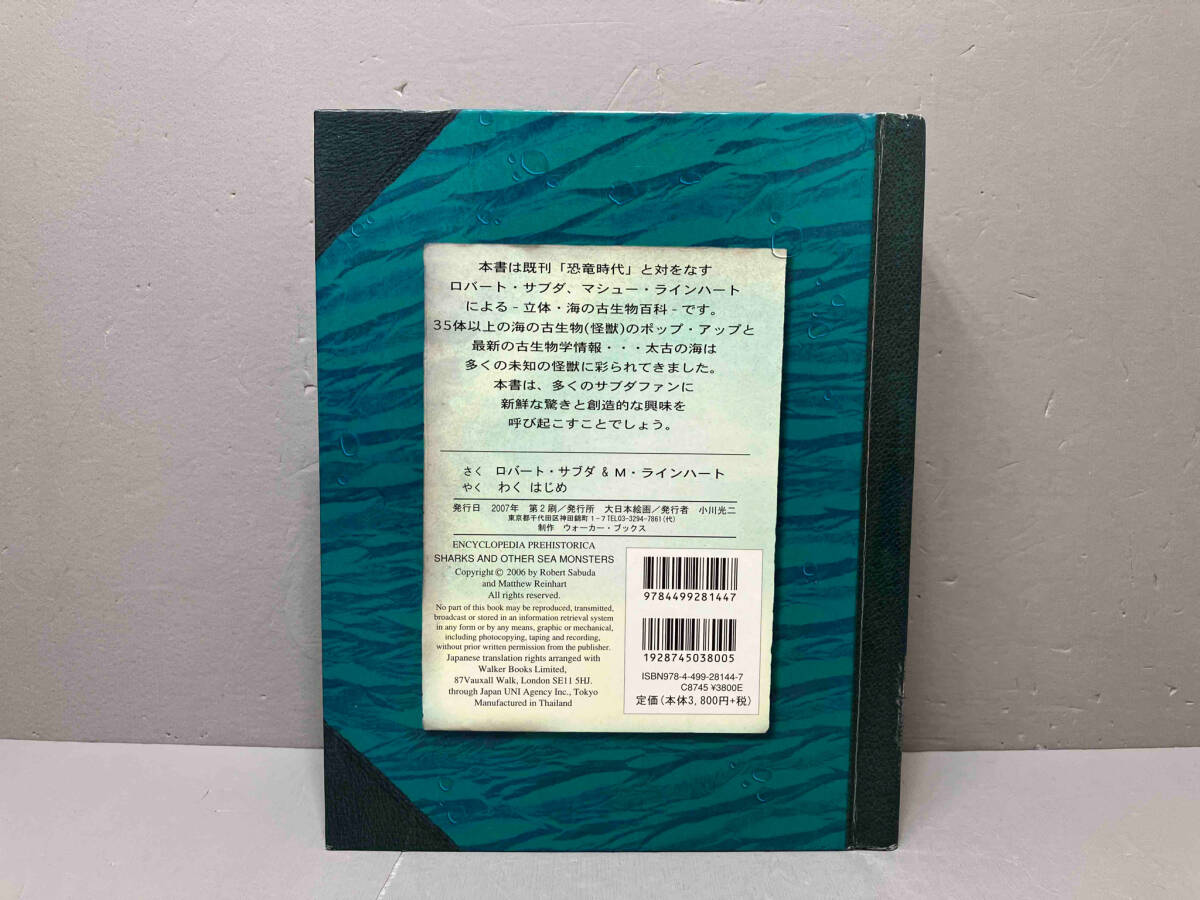 本書は既刊「恐竜時代」と対をなす
ロバート・サブダ、マシュー・ラインハート
による - 立体・海の古生物百科 - です。
35体以上の海の古生物(怪獣)のポップ・アップと
最新の古生物学情報・・・太古の海は
多くの未知の怪獣に彩られてきました。
本書は、多くのサブダファンに
新鮮な驚きと創造的な興味を
呼び起こすことでしょう。
さく ロバート・サブダ & M・ラインハート
やく わく はじめ
発行日 2007年 第2刷／発行所 大日本絵画／発行者 小川光二
東京都千代田区神田錦町1-7 TEL03-3294-7861(代)
制作 ウォーカー・ブックス
ENCYCLOPEDIA PREHISTORICA
SHARKS AND OTHER SEA MONSTERS
Copyright © 2006 by Robert Sabuda
and Matthew Reinhart
All rights reserved.
No part of this book may be reproduced, transmitted,
broadcast or stored in an information retrieval system
in any form or by any means, graphic or mechanical,
including photocopying, taping and recording,
without prior written permission from the publisher.
Japanese translation rights arranged with
Walker Books Limited,
87Vauxall Walk, London SE11 5HJ.
through Japan UNI Agency Inc., Tokyo
Manufactured in Thailand
9784499281447
1928745038005
ISBN978-4-499-28144-7
C8745 ¥3800E
定価(本体3,800円+税)